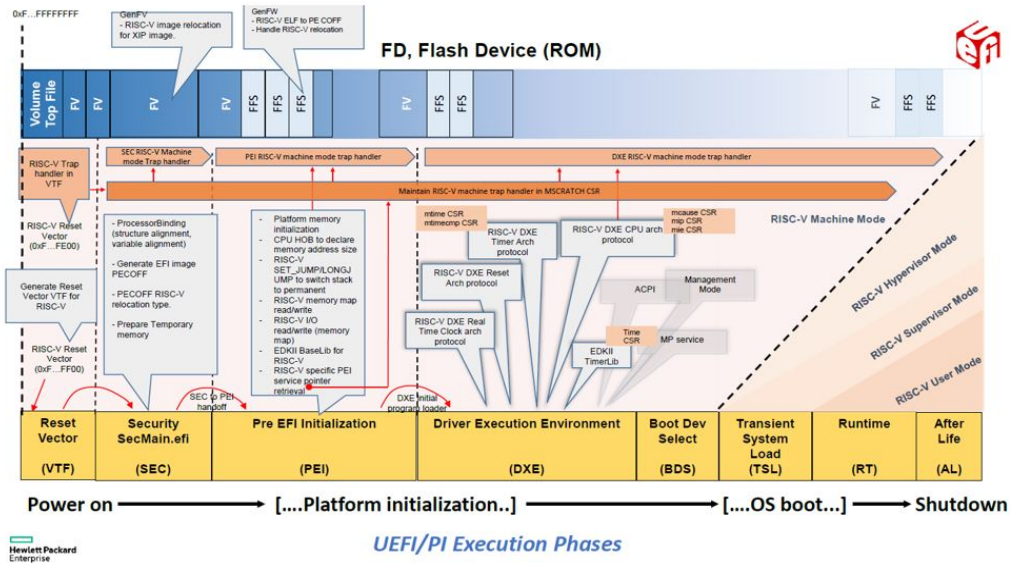 0xF...FFFFFFFF
GenFV
- RISC-V image relocation
for XIP image.
GenFW
- RISC-V ELF to PE COFF
- Handle RISC-V relocation
FD, Flash Device (ROM)
UEFI
Volume
Top File
FV
FV
FV
FV
FFS
FFS
FFS
FV
FFS
FFS
FV
FFS
FFS
RISC-V Trap
handler in
VTF
SEC RISC-V Machine
mode Trap handler
PEI RISC-V machine mode trap handler
DXE RISC-V machine mode trap handler
Maintain RISC-V machine trap handler in MSCRATCH CSR
RISC-V Reset
Vector
(0xF...FE00)
Generate Reset
Vector VTF for
RISC-V
RISC-V Reset
Vector
(0xF...FF00)
- ProcessorBinding
(structure alignment,
variable alignment)
- Generate EFI image
PECOFF
- PECOFF RISC-V
relocation type.
- Prepare Temporary
memory
- Platform memory
initialization
- CPU HOB to declare
memory address size
- RISC-V
SET_JUMP/LONGJ
UMP to switch stack
to permanent
- RISC-V memory map
read/write
- RISC-V I/O
read/write (memory
map)
- EDKII BaseLib for
RISC-V
- RISC-V specific PEI
service pointer
retrieval
mtime CSR
mtimecmp CSR
RISC-V DXE
Timer Arch
protocol
RISC-V DXE CPU arch
protocol
mcause CSR
mip CSR
mie CSR
RISC-V DXE Reset
Arch protocol
RISC-V DXE Real
Time Clock arch
protocol
ACPI
Management
Mode
Time
CSR
EDKII
TimerLib
MP service
RISC-V Machine Mode
RISC-V Hypervisor Mode
RISC-V Supervisor Mode
RISC-V User Mode
SEC to PEI
handoff
DXE initial
program loader
Reset
Vector
(VTF)
Security
SecMain.efi
(SEC)
Pre EFI Initialization
(PEI)
Driver Execution Environment
(DXE)
Boot Dev
Select
(BDS)
Transient
System
Load
(TSL)
Runtime
(RT)
After
Life
(AL)
Power on
[....Platform initialization..]
[....OS boot...]
Shutdown
Hewlett Packard
Enterprise
UEFI/PI Execution Phases